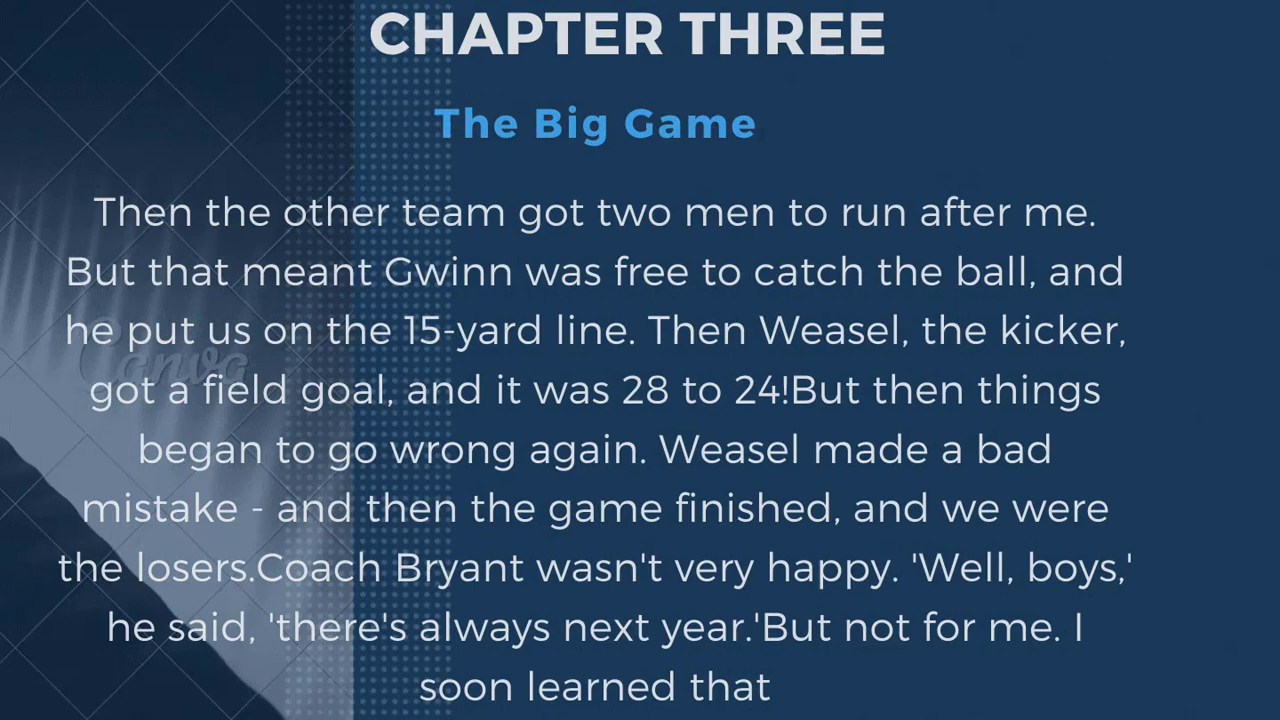 CHAPTER THREE
The Big Game
Then the other team got two men to run after me.
But that meant Gwinn was free to catch the ball, and
he put us on the 15-yard line. Then Weasel, the kicker,
got a field goal, and it was 28 to 24!But then things
began to go wrong again. Weasel made a bad
mistake - and then the game finished, and we were
the losers.Coach Bryant wasn't very happy. 'Well, boys,'
he said, 'there's always next year.'But not for me. I
soon learned that
Canva